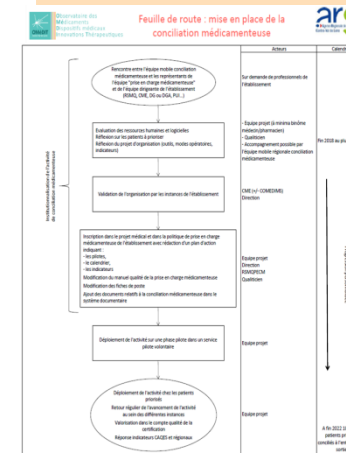 Observatoire des
Médicaments
Dispositifs médicaux
Innovations Thérapeutiques
OMéDIT
Feuille de route : mise en place de la
conciliation médicamenteuse
Acteurs
Rencontre entre l'équipe mobile conciliation
médicamenteuse et les représentants de
l'équipe "prise en charge médicamenteuse"
et de l'équipe dirigeante de l'établissement
(RSMQ, CME, DG ou DGA, PUI...)
Sur demande de professionnels de
l'établissement
Evaluation des ressources humaines et logicielles
Réflexion sur les patients à prioriser
Réflexion du projet d'organisation (outils, modes opératoires,
indicateurs)
- Equipe projet (à minima binôme
médecin/pharmacien)
- Qualiticien
- Accompagnement possible par
l'équipe mobile régionale conciliation
médicamenteuse
Fin 2018 au plu
Institutionnalisation de l'activité
de conciliation médicamenteuse
Validation de l'organisation par les instances de l'établissement
CME (+/- COMEDIMS)
Direction
Inscription dans le projet médical et dans la politique de prise en charge
médicamenteuse de l'établissement avec rédaction d'un plan d'action
indiquant :
- les pilotes,
- le calendrier,
- les indicateurs
Modification du manuel qualité de la prise en charge médicamenteuse
Modification des fiches de poste
Ajout des documents relatifs à la conciliation médicamenteuse dans le
système documentaire
Equipe projet
Direction
RSMQPECM
Qualiticien
Déploiement de l'activité sur une phase pilote dans un service
pilote volontaire
Equipe projet
Déploiement de l'activité chez les patients
priorisés
Retour régulier de l'avancement de l'activité
au sein des différentes instances
Valorisation dans le compte qualité de la
certification
Réponse indicateurs CAQES et régionaux
Equipe projet
A fin 2022 10
patients pri
conciliés à l'ent